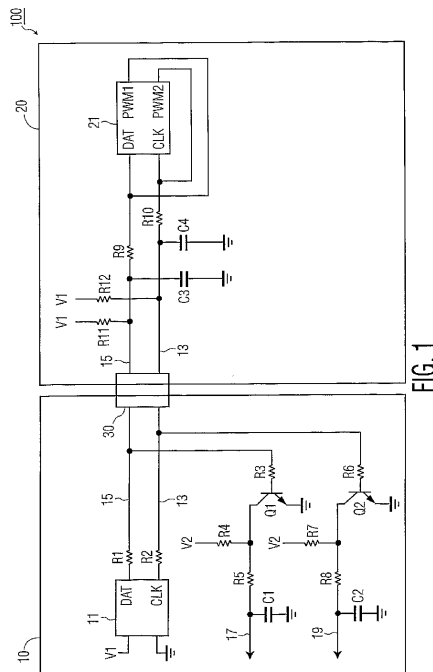 100
10
20
11
V1
DAT
CLK
R1
R2
15
13
30
15
13
V1
V1
R11
R12
R9
R10
C3
C4
21
DAT PWM1
CLK PWM2
V2
R4
R3
R5
Q1
C1
17
V2
R7
R6
R8
Q2
C2
19
FIG. 1